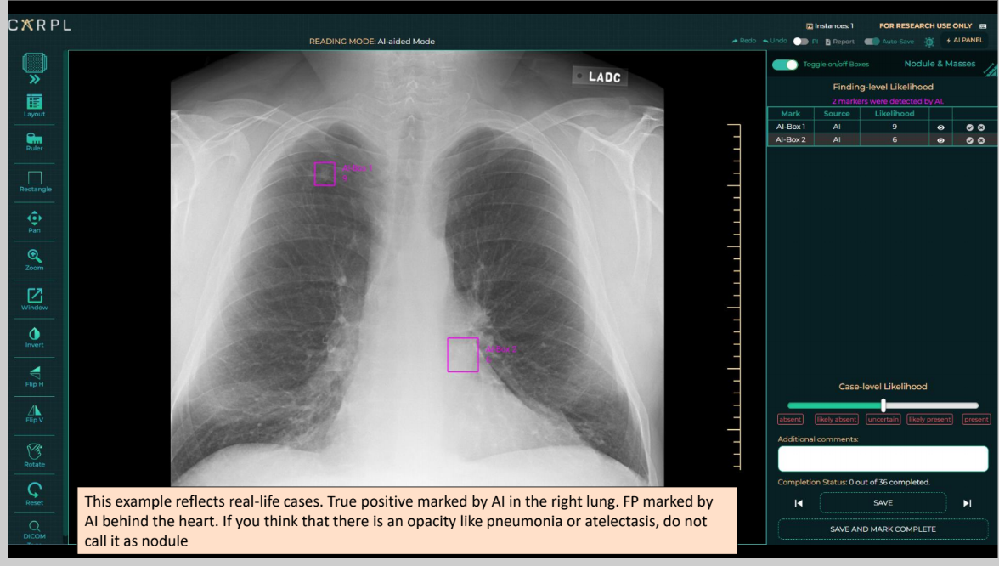 CARPL
Instances: 1
FOR RESEARCH USE ONLY
READING MODE: AI-aided Mode
Redo
Undo
PI
Report
Auto-Save
AI PANEL
Layout
Ruler
Rectangle
Pan
Zoom
Window
Invert
Flip H
Flip V
Rotate
Reset
DICOM
LADC
AI-Box 1
AI-Box 2
Toggle on/off Boxes
Nodule & Masses
Finding-level Likelihood
2 markers were detected by AI.
Mark Source Likelihood
AI-Box 1 AI 9
AI-Box 2 AI 6
Case-level Likelihood
absent likely absent uncertain likely present present
Additional comments:
Completion Status: 0 out of 36 completed.
SAVE
SAVE AND MARK COMPLETE
This example reflects real-life cases. True positive marked by AI in the right lung. FP marked by
AI behind the heart. If you think that there is an opacity like pneumonia or atelectasis, do not
call it as nodule